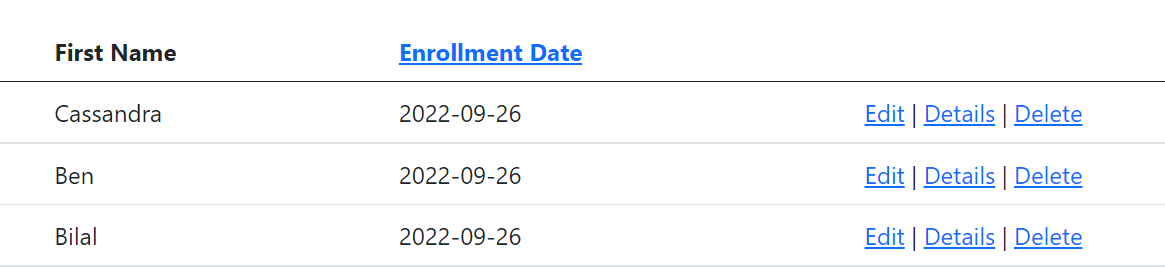 First Name Enrollment Date
Cassandra 2022-09-26 Edit | Details | Delete
Ben 2022-09-26 Edit | Details | Delete
Bilal 2022-09-26 Edit | Details | Delete